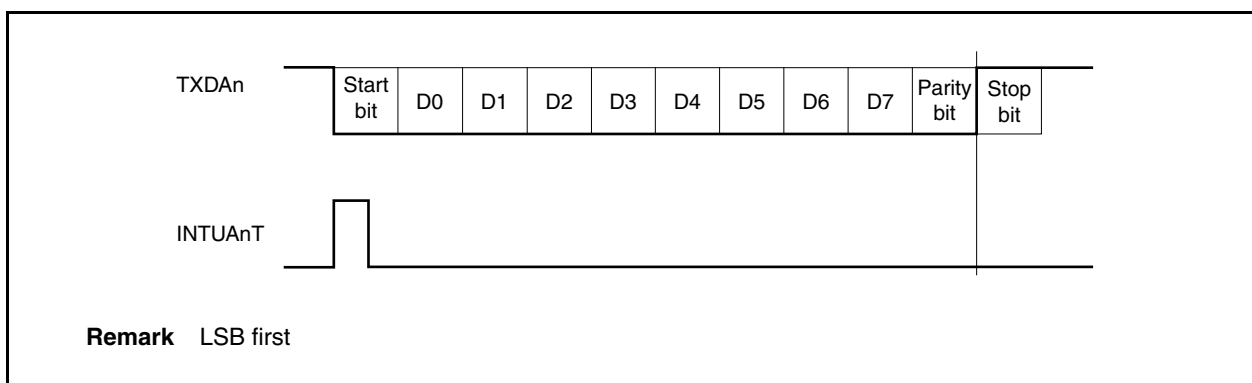 TXDAn
Start bit
D0
D1
D2
D3
D4
D5
D6
D7
Parity bit
Stop bit
INTUAnT
Remark LSB first